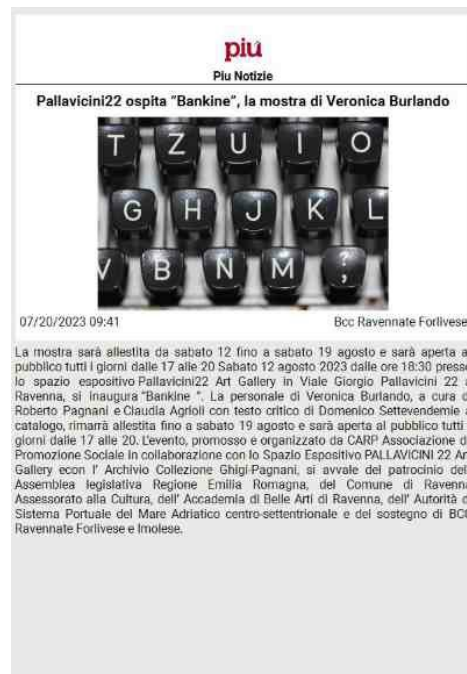 più
Piu Notizie
Pallavicini22 ospita "Bankine", la mostra di Veronica Burlando
T Z U I O
G H J K L
V B N M ? ;
07/20/2023 09:41 Bcc Ravennate Forlivese
La mostra sarà allestita da sabato 12 fino a sabato 19 agosto e sarà aperta a
pubblico tutti i giorni dalle 17 alle 20 Sabato 12 agosto 2023 dalle ore 18:30 press
lo spazio espositivo Pallavicini22 Art Gallery in Viale Giorgio Pallavicini 22
Ravenna, si inaugura "Bankine ". La personale di Veronica Burlando, a cura d
Roberto Pagnani e Claudia Agrioli con testo critico di Domenico Settevendemie
catalogo, rimarrà allestita fino a sabato 19 agosto e sarà aperta al pubblico tutti
giorni dalle 17 alle 20. L'evento, promosso e organizzato da CARP Associazione d
Promozione Sociale in collaborazione con lo Spazio Espositivo PALLAVICINI 22 Ar
Gallery econ l' Archivio Collezione Ghigi-Pagnani, si avvale del patrocinio dell
Assemblea legislativa Regione Emilia Romagna, del Comune di Ravenna
Assessorato alla Cultura, dell' Accademia di Belle Arti di Ravenna, dell' Autorità d
Sistema Portuale del Mare Adriatico centro-settentrionale e del sostegno di BCC
Ravennate Forlivese e Imolese.